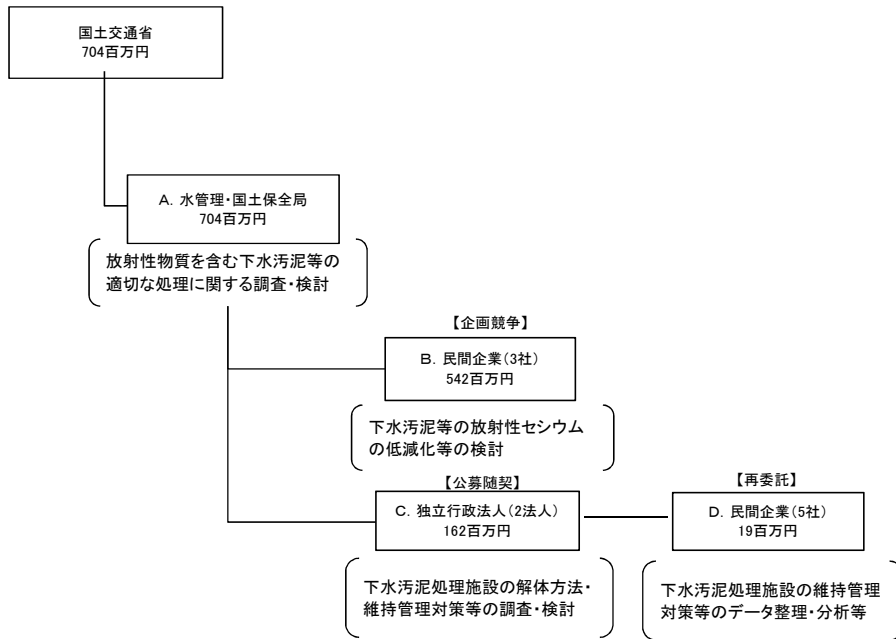 国土交通省
704百万円
A. 水管理・国土保全局
704百万円
放射性物質を含む下水汚泥等の
適切な処理に関する調査・検討
【企画競争】
B. 民間企業(3社)
542百万円
下水汚泥等の放射性セシウム
の低減化等の検討
【公募随契】
C. 独立行政法人(2法人)
162百万円
【再委託】
D. 民間企業(5社)
19百万円
下水汚泥処理施設の解体方法・
維持管理対策等の調査・検討
下水汚泥処理施設の維持管理
対策等のデータ整理・分析等